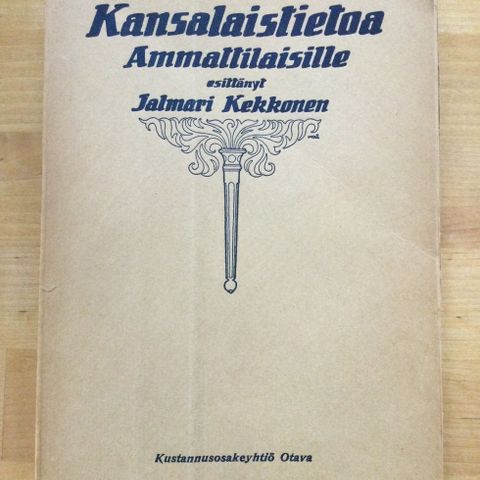 Kansalaistietoa
Ammattilaisille
esittänyt
Jalmari Kekkonen
Kustannusosakeyhtiö Otava